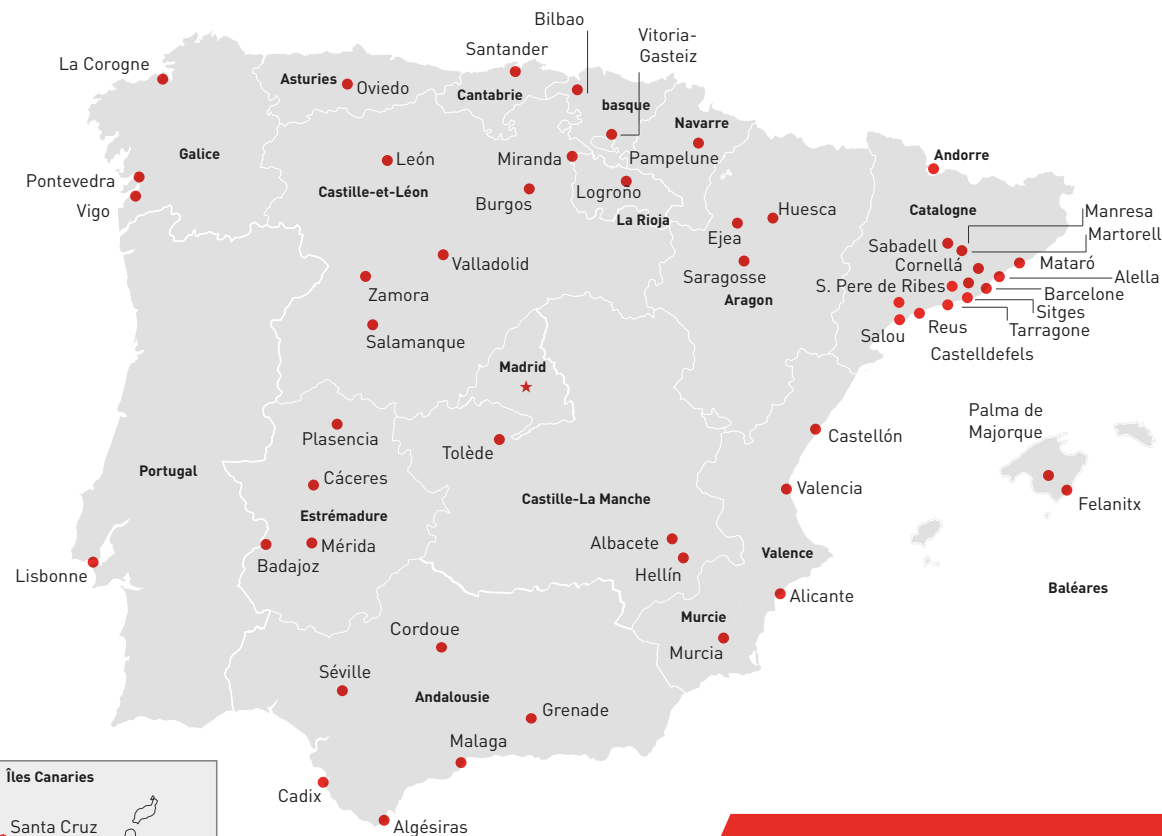 Bilbao
Vitoria-
Gasteiz
Santander
La Corogne
Asturies
Oviedo
Cantabrie
basque
Navarre
Galice
León
Miranda
Pampelune
Andorre
Pontevedra
Castille-et-Léon
Logroño
Vigo
Burgos
La Rioja
Huesca
Catalogne
Manresa
Ejea
Sabadell
Martorell
Valladolid
Saragosse
Cornellá
Mataró
Zamora
Aragon
S. Pere de Ribes
Alella
Barcelone
Sitges
Salamanque
Salou
Reus
Tarragone
Castelldefels
Madrid
Plasencia
Tolède
Castellón
Palma de
Majorque
Portugal
Cáceres
Castille-La Manche
Valencia
Felanitx
Estrémadure
Albacete
Mérida
Badajoz
Valence
Lisbonne
Hellín
Baléares
Alicante
Murcie
Cordoue
Murcia
Séville
Andalousie
Grenade
Malaga
Îles Canaries
Cadix
Santa Cruz
Algésiras